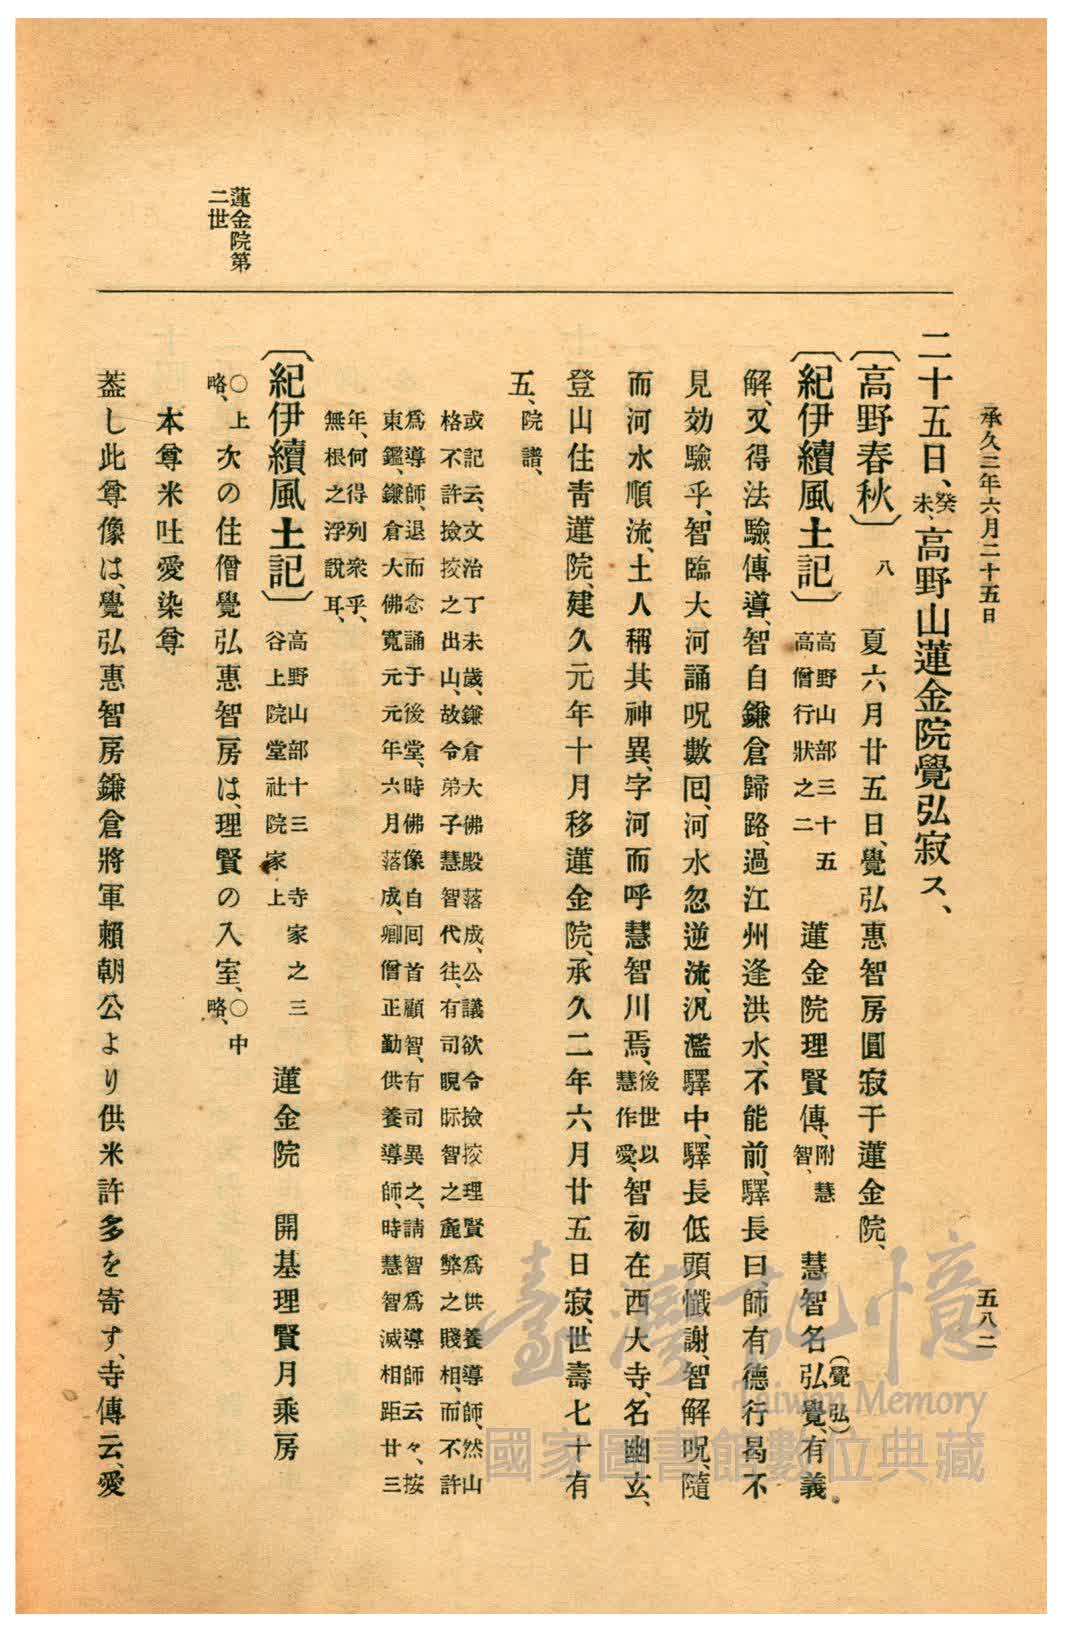 承久三年六月二十五日
五八二
二十五日、癸未、高野山蓮金院覺弘寂ス、
〔高野春秋〕八 夏六月廿五日、覺弘惠智房圓寂于蓮金院、
〔紀伊續風土記〕高野山部三十五高僧行狀之二 蓮金院理賢傳、附慧智、 慧智名弘覺、(覺弘)有義
解、又得法驗、傳導、智自鎌倉歸路、過江州逢洪水、不能前、驛長曰師有德行曷不
見効驗乎、智臨大河誦呪數囘、河水忽逆流、汎濫驛中、驛長低頭懺謝、智解呪、隨
而河水順流、土人稱其神異、字河而呼慧智川焉、後世以慧作愛、智初在西大寺、名幽玄、
登山住靑蓮院、建久元年十月移蓮金院、承久二年六月廿五日寂、世壽七十有
五、院譜、
或記云、文治丁未歲、鎌倉大佛殿落成、公議欲令撿挍理賢爲供養導師、然山
格不許撿挍之出山、故令弟子慧智代往、有司睨眎智之麁弊之賤相、而不許
爲導師、退而念誦于後堂、時佛像自囘首顧智、有司異之、請智爲導師云々、按
東鑑、鎌倉大佛寬元元年六月落成、卿僧正勤供養導師、時慧智滅相距廿三
年、何得列衆乎、
無根之浮說耳、
〔紀伊續風土記〕高野山部十三 寺家之三谷上院堂社院家上 蓮金院 開基理賢月乘房
〇上略、次の住僧覺弘惠智房は、理賢の入室、〇中略、
本尊米吐愛染尊
蓋し此尊像は、覺弘惠智房鎌倉將軍賴朝公より供米許多を寄す、寺傳云、愛
蓮金院第
二世
臺灣記憶
Taiwan Memory
國家圖書館數位典藏